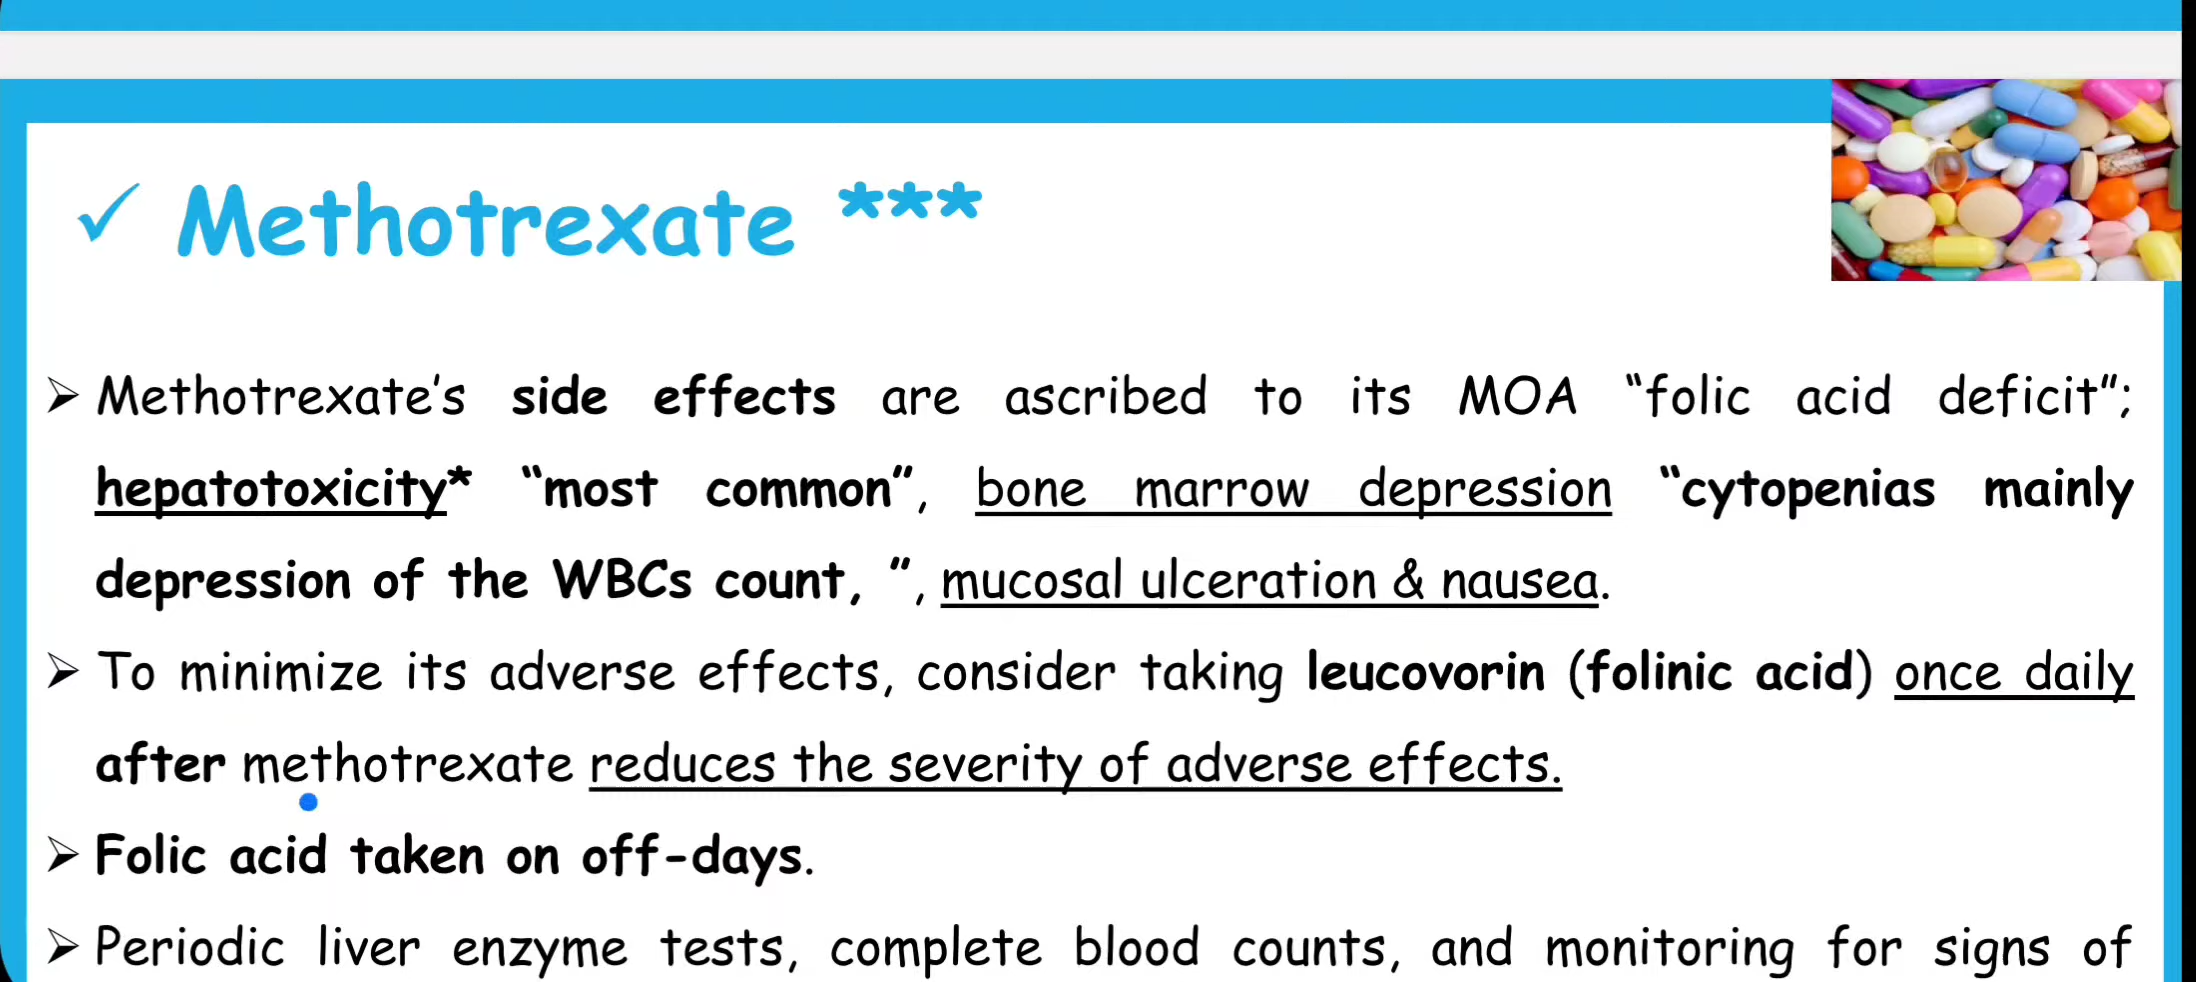 ✓ Methotrexate ***
➢ Methotrexate’s side effects are ascribed to its MOA “folic acid deficit”;
hepatotoxicity* “most common”, bone marrow depression “cytopenias mainly
depression of the WBCs count, ”, mucosal ulceration & nausea.
➢ To minimize its adverse effects, consider taking leucovorin (folinic acid) once daily
after methotrexate reduces the severity of adverse effects.
➢ Folic acid taken on off-days.
➢ Periodic liver enzyme tests, complete blood counts, and monitoring for signs of